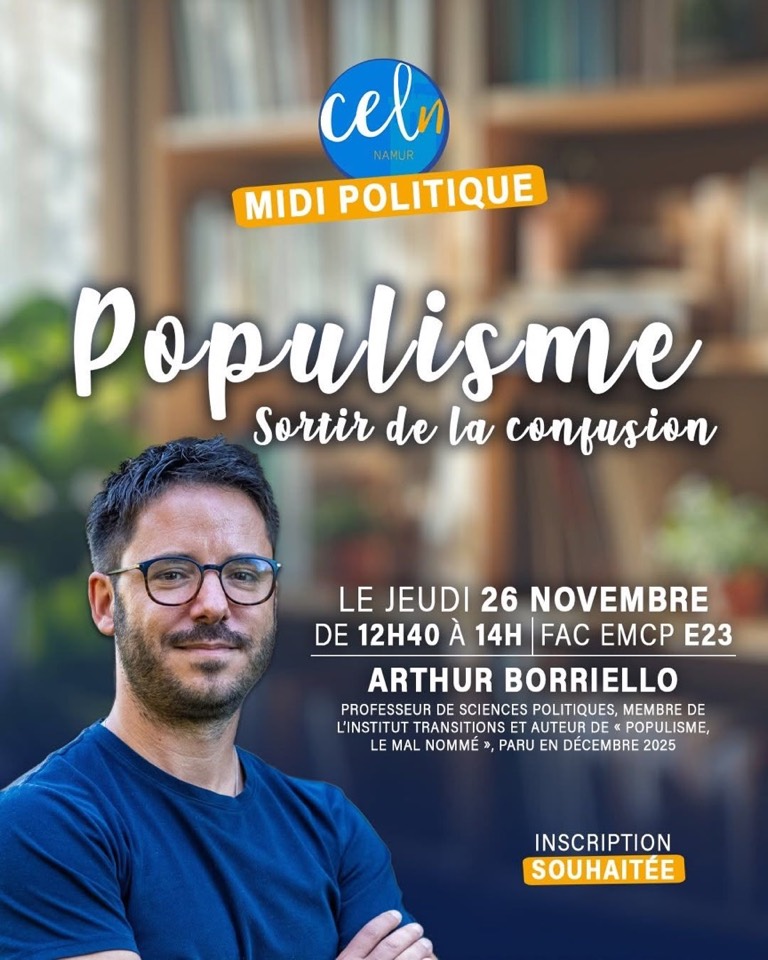 celn
NAMUR
MIDI POLITIQUE
Populisme
Sortir de la confusion
LE JEUDI 26 NOVEMBRE
DE 12H40 À 14H | FAC EMCP E23
ARTHUR BORRIELLO
PROFESSEUR DE SCIENCES POLITIQUES, MEMBRE DE
L'INSTITUT TRANSITIONS ET AUTEUR DE « POPULISME,
LE MAL NOMMÉ », PARU EN DÉCEMBRE 2025
INSCRIPTION
SOUHAITÉE